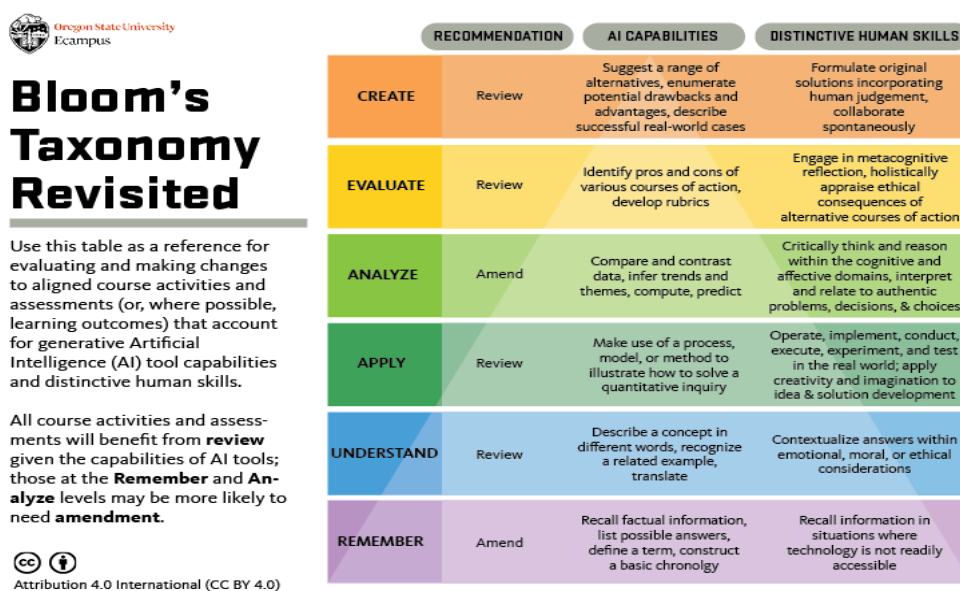 Oregon State University
Ecampus
Bloom's
Taxonomy
Revisited
Use this table as a reference for
evaluating and making changes
to aligned course activities and
assessments (or, where possible,
learning outcomes) that account
for generative Artificial
Intelligence (AI) tool capabilities
and distinctive human skills.
All course activities and assess-
ments will benefit from review
given the capabilities of AI tools;
those at the Remember and An-
alyze levels may be more likely to
need amendment.
cc
Attribution 4.0 International (CC BY 4.0)
RECOMMENDATION
AI CAPABILITIES
DISTINCTIVE HUMAN SKILLS
CREATE
Review
Suggest a range of
alternatives, enumerate
potential drawbacks and
advantages, describe
successful real-world cases
Formulate original
solutions incorporating
human judgement,
collaborate
spontaneously
EVALUATE
Review
Identify pros and cons of
various courses of action,
develop rubrics
Engage in metacognitive
reflection, holistically
appraise ethical
consequences of
alternative courses of action
ANALYZE
Amend
Compare and contrast
data, infer trends and
themes, compute, predict
Critically think and reason
within the cognitive and
affective domains, interpret
and relate to authentic
problems, decisions, & choices
APPLY
Review
Make use of a process,
model, or method to
illustrate how to solve a
quantitative inquiry
Operate, implement, conduct,
execute, experiment, and test
in the real world; apply
creativity and imagination to
idea & solution development
UNDERSTAND
Review
Describe a concept in
different words, recognize
a related example,
translate
Contextualize answers within
emotional, moral, or ethical
considerations
REMEMBER
Amend
Recall factual information,
list possible answers,
define a term, construct
a basic chronolgy
Recall information in
situations where
technology is not readily
accessible